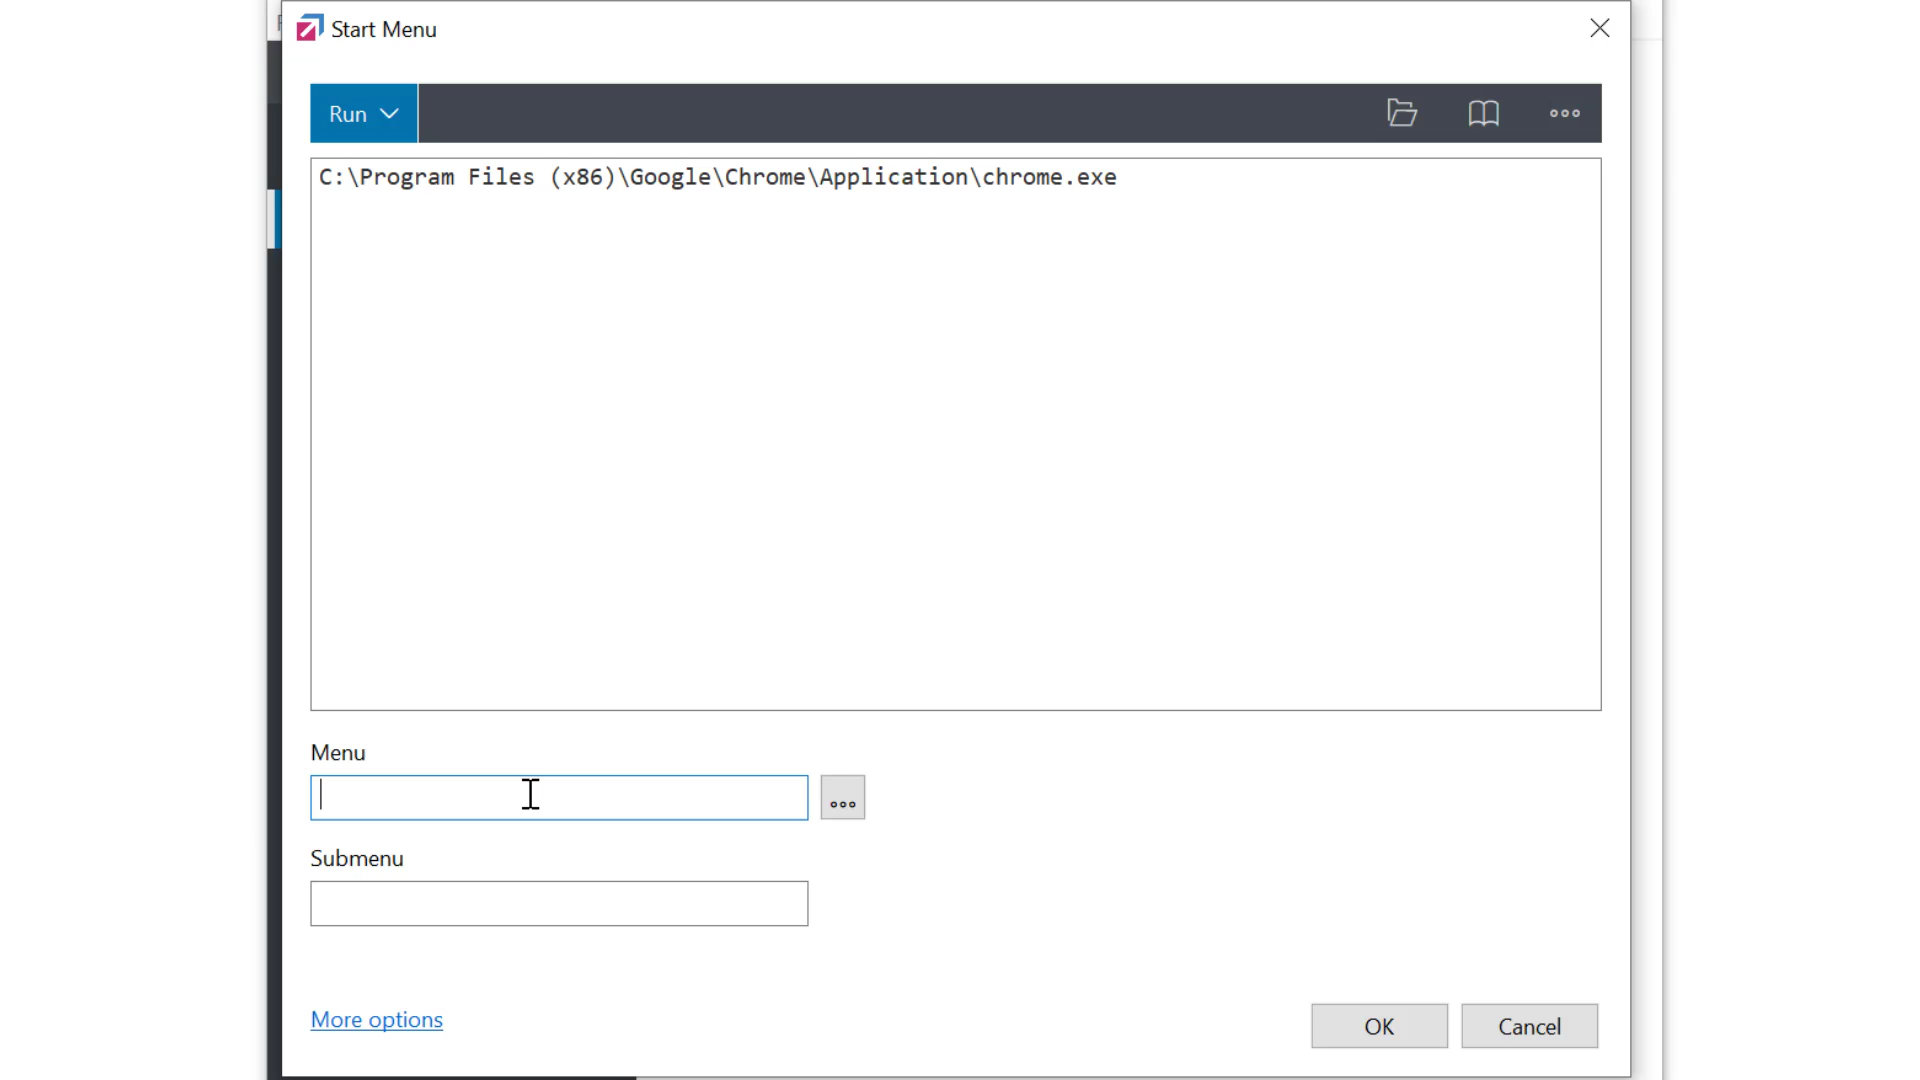 Start Menu
Run
C:\Program Files (x86)\Google\Chrome\Application\chrome.exe
Menu
Submenu
More options
OK
Cancel